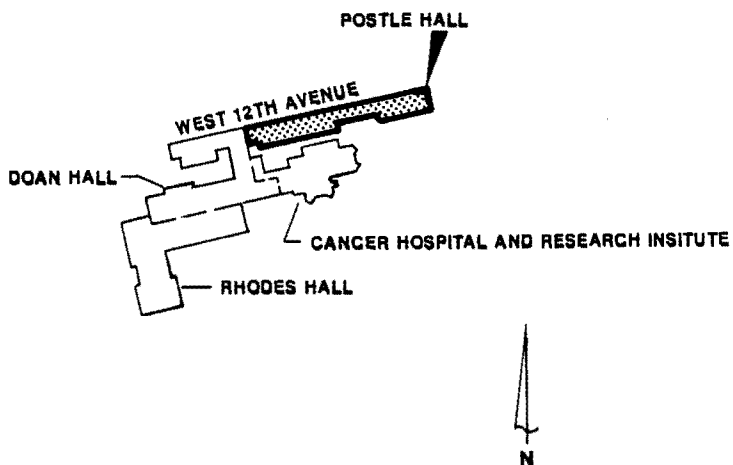 POSTLE HALL
WEST 12TH AVENUE
DOAN HALL
CANCER HOSPITAL AND RESEARCH INSITUTE
RHODES HALL
N